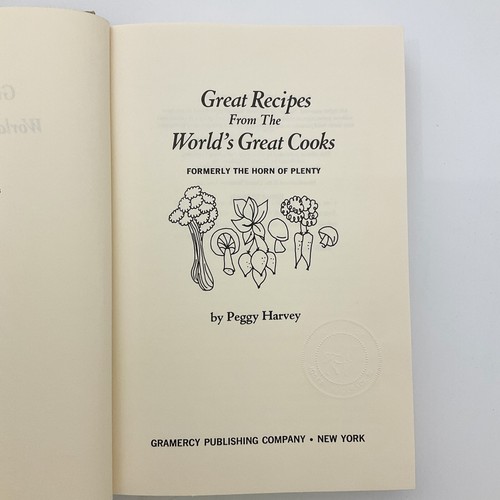 Great Recipes
From The
World's Great Cooks
FORMERLY THE HORN OF PLENTY
by Peggy Harvey
GRAMERCY PUBLISHING COMPANY • NEW YORK